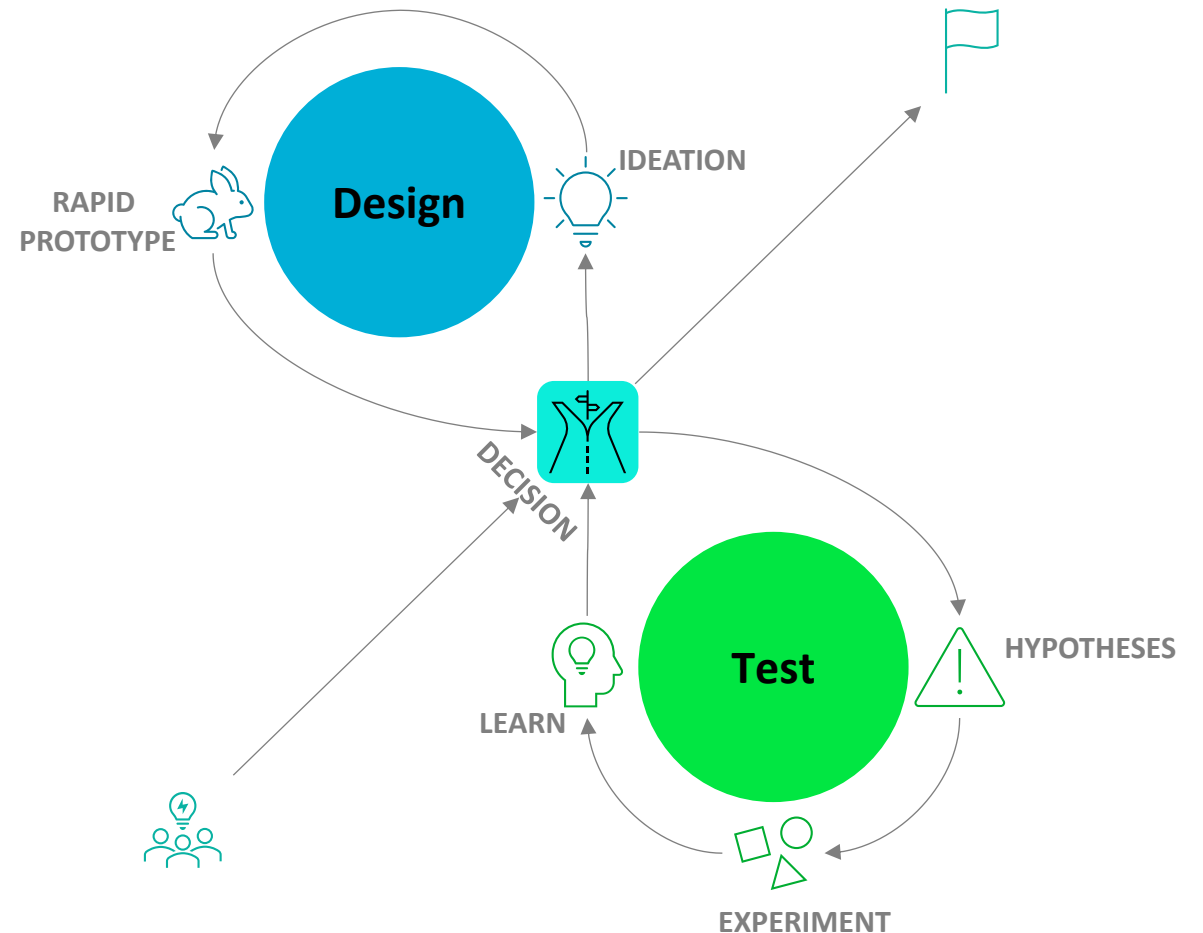 IDEATION
RAPID
PROTOTYPE
Design
DECISION
HYPOTHESES
Test
LEARN
EXPERIMENT